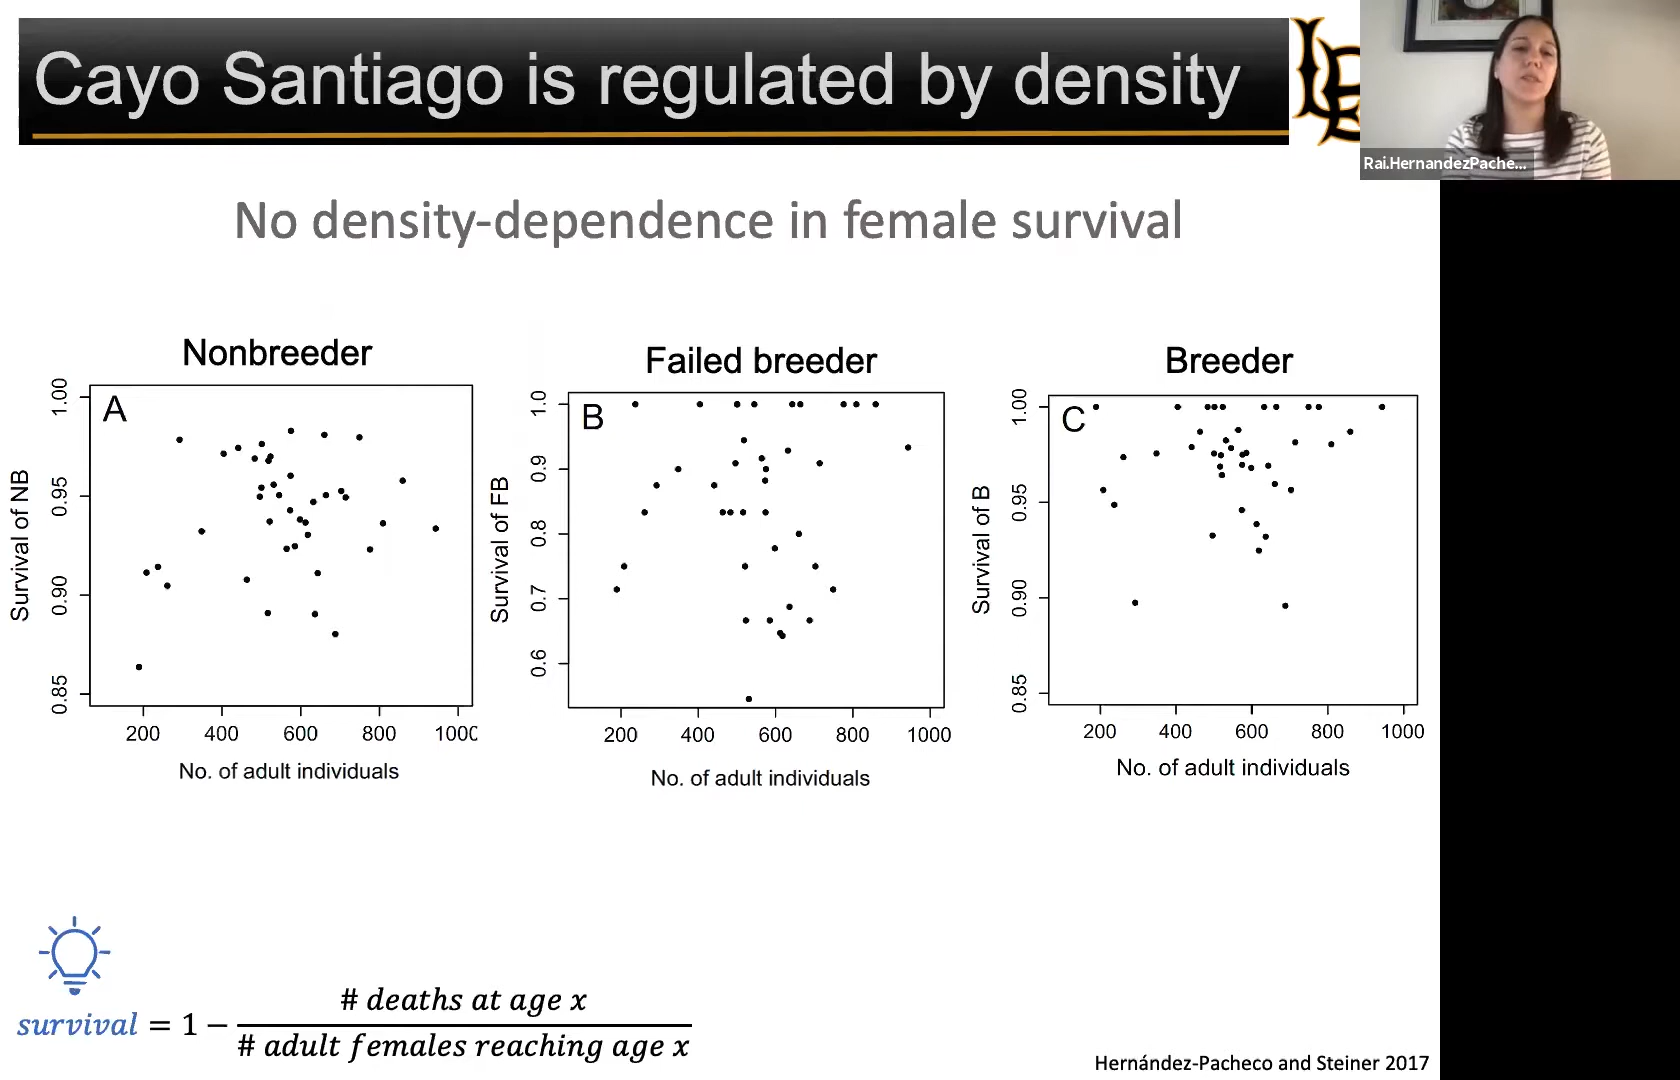 Cayo Santiago is regulated by density
LB
Rai.HernandezPache...
No density-dependence in female survival
Nonbreeder
A
Survival of NB
1.00
0.95
0.90
0.85
200 400 600 800 1000
No. of adult individuals
Failed breeder
B
Survival of FB
1.0
0.9
0.8
0.7
0.6
200 400 600 800 1000
No. of adult individuals
Breeder
C
Survival of B
1.00
0.95
0.90
0.85
200 400 600 800 1000
No. of adult individuals
survival = 1 − # deaths at age x
# adult females reaching age x
Hernández-Pacheco and Steiner 2017